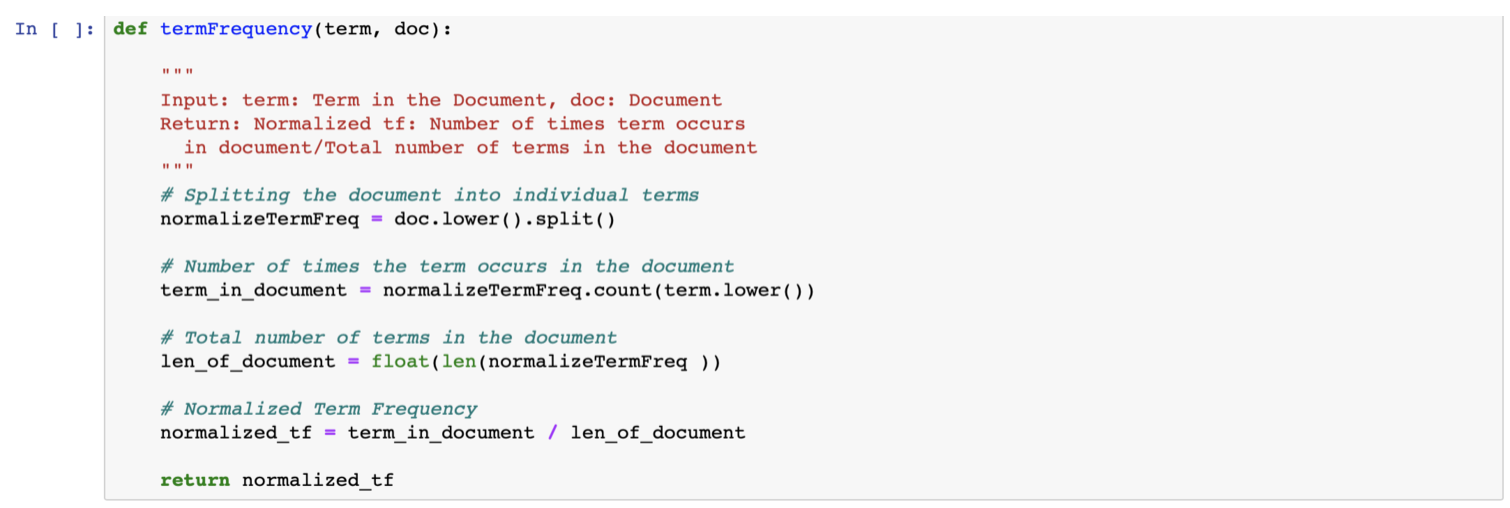 In [ ]: def termFrequency(term, doc):
"""
Input: term: Term in the Document, doc: Document
Return: Normalized tf: Number of times term occurs
in document/Total number of terms in the document
"""
# Splitting the document into individual terms
normalizeTermFreq = doc.lower().split()
# Number of times the term occurs in the document
term_in_document = normalizeTermFreq.count(term.lower())
# Total number of terms in the document
len_of_document = float(len(normalizeTermFreq ))
# Normalized Term Frequency
normalized_tf = term_in_document / len_of_document
return normalized_tf